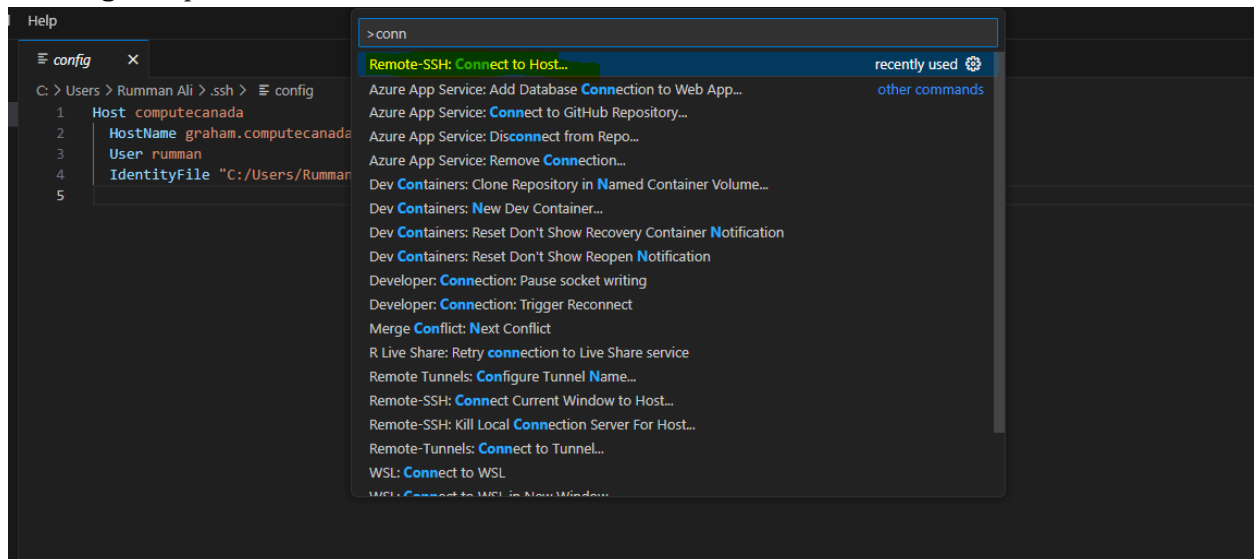 Help
>conn
config
Remote-SSH: Connect to Host... recently used
C: > Users > Rumman Ali > .ssh > config
Azure App Service: Add Database Connection to Web App... other commands
1 Host computecanada
Azure App Service: Connect to GitHub Repository...
2 HostName graham.computecanada
Azure App Service: Disconnect from Repo...
3 User rumman
Azure App Service: Remove Connection...
4 IdentityFile "C:/Users/Rumman
Dev Containers: Clone Repository in Named Container Volume...
5
Dev Containers: New Dev Container...
Dev Containers: Reset Don't Show Recovery Container Notification
Dev Containers: Reset Don't Show Reopen Notification
Developer: Connection: Pause socket writing
Developer: Connection: Trigger Reconnect
Merge Conflict: Next Conflict
R Live Share: Retry connection to Live Share service
Remote Tunnels: Configure Tunnel Name...
Remote-SSH: Connect Current Window to Host...
Remote-SSH: Kill Local Connection Server For Host...
Remote-Tunnels: Connect to Tunnel...
WSL: Connect to WSL
WSL: Connect to WSL in New Window